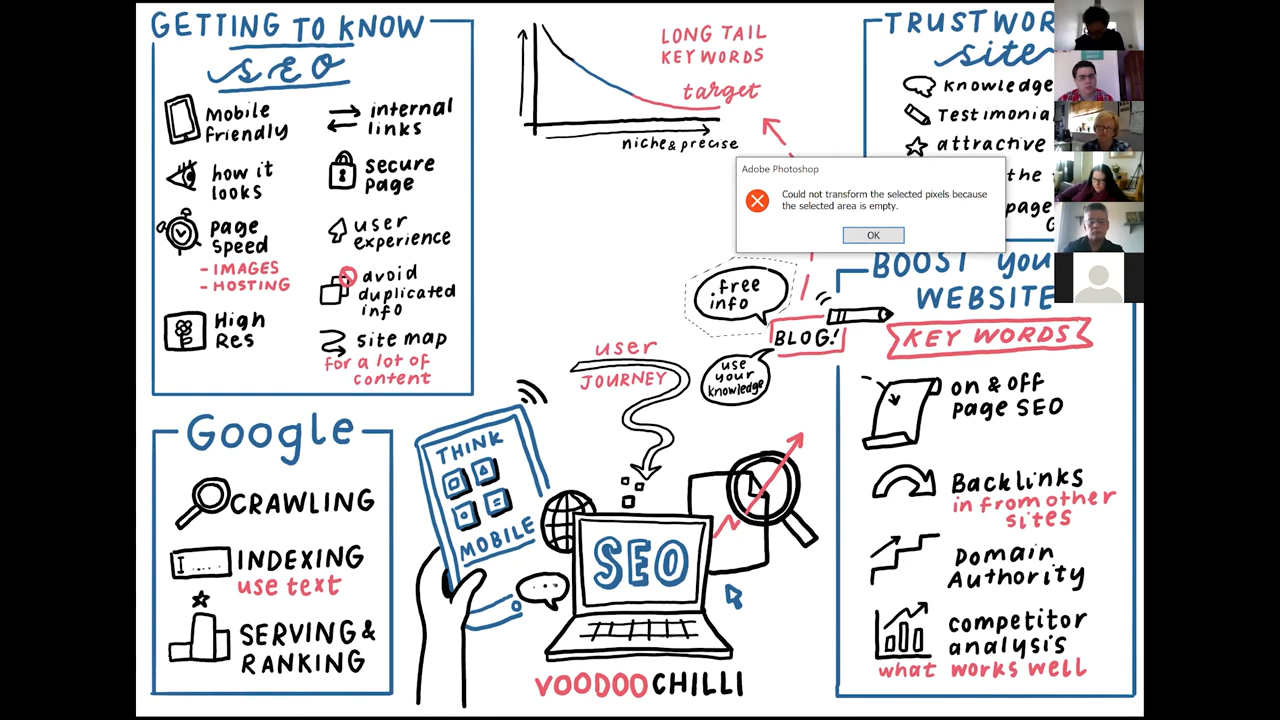 GETTING TO KNOW
SEO
Mobile
friendly
how it
looks
page
speed
- IMAGES
- HOSTING
High
Res
internal
links
secure
page
user
experience
avoid
duplicated
info
site map
for a lot of
content
LONG TAIL
KEY WORDS
target
niche & precise
TRUSTWOR
site
knowledge
Testimonia
attractive
the
page
Adobe Photoshop
Could not transform the selected pixels because
the selected area is empty.
OK
free
info
BLOG!
use
your
knowledge
user
JOURNEY
BOOST you
WEBSITE
KEY WORDS
on & off
page SEO
Backlinks
in from other
sites
Domain
Authority
competitor
analysis
what works well
Google
CRAWLING
INDEXING
use text
SERVING &
RANKING
THINK
MOBILE
SEO
VOODOO CHILLI